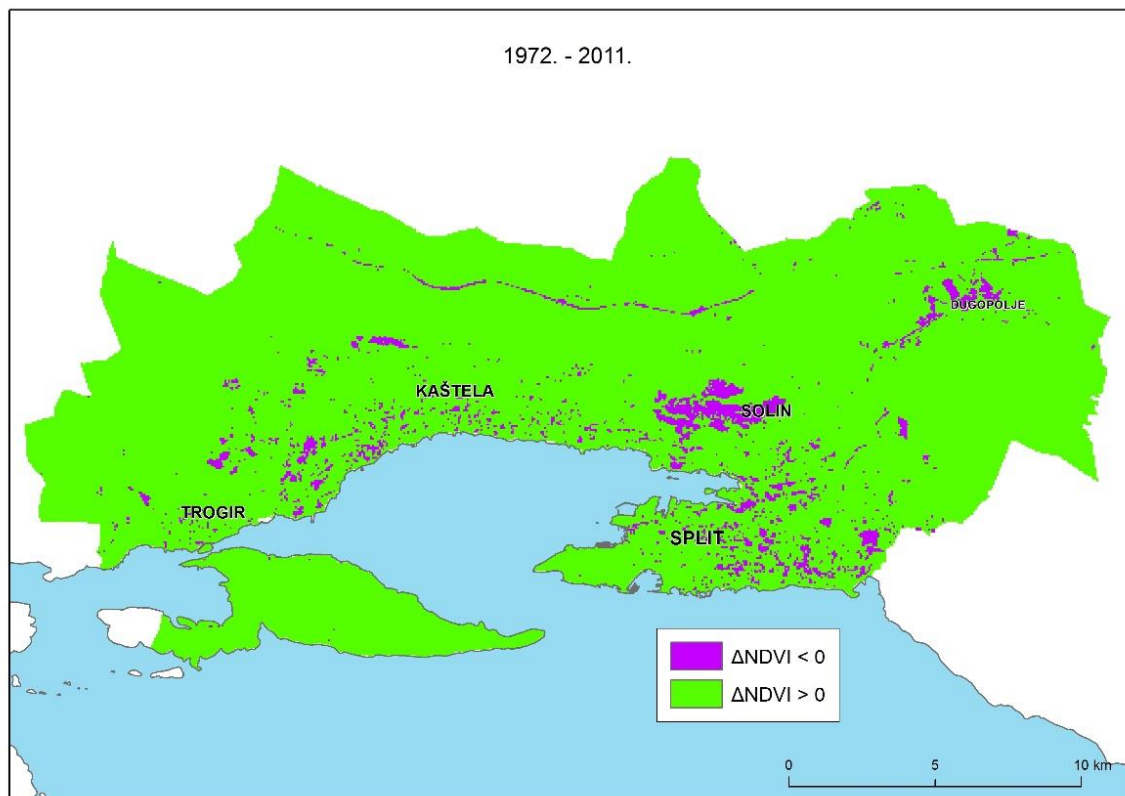 1972. - 2011.
DUGOPOLJE
KAŠTELA
SOLIN
TROGIR
SPLIT
ΔNDVI < 0
ΔNDVI > 0
0 5 10 km